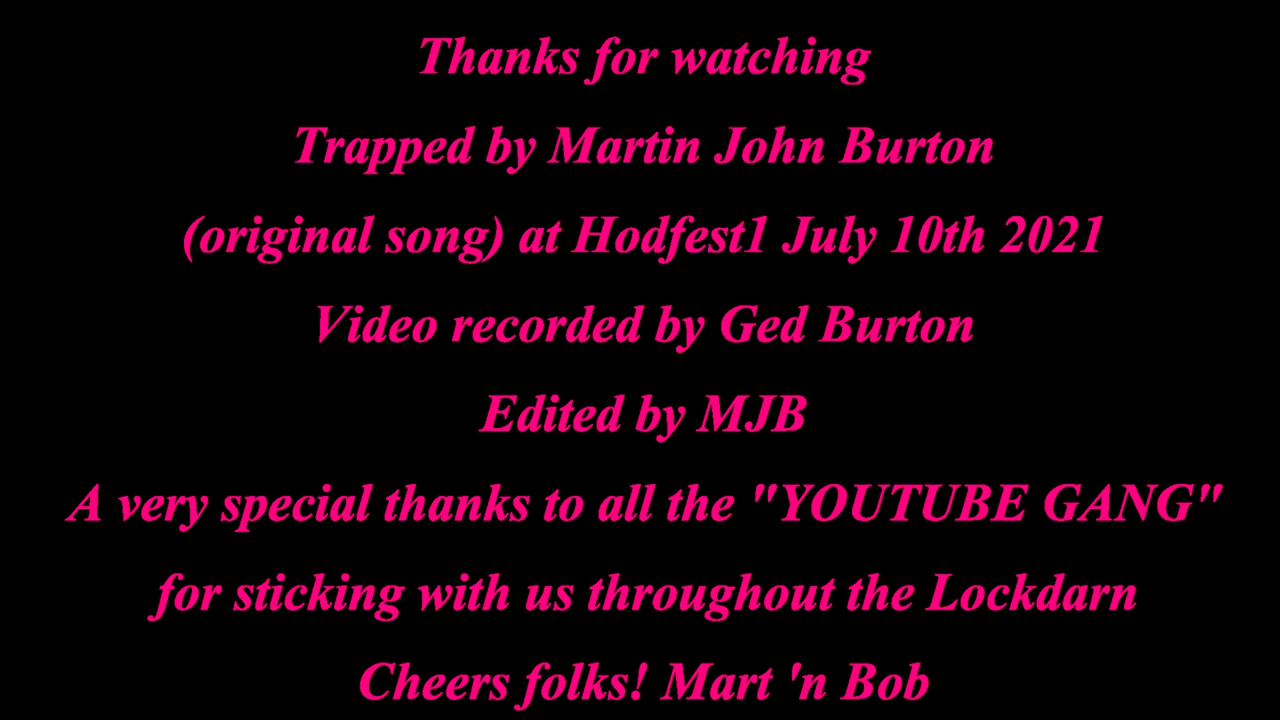 Thanks for watching
Trapped by Martin John Burton
(original song) at Hodfest1 July 10th 2021
Video recorded by Ged Burton
Edited by MJB
A very special thanks to all the "YOUTUBE GANG"
for sticking with us throughout the Lockdarn
Cheers folks! Mart 'n Bob